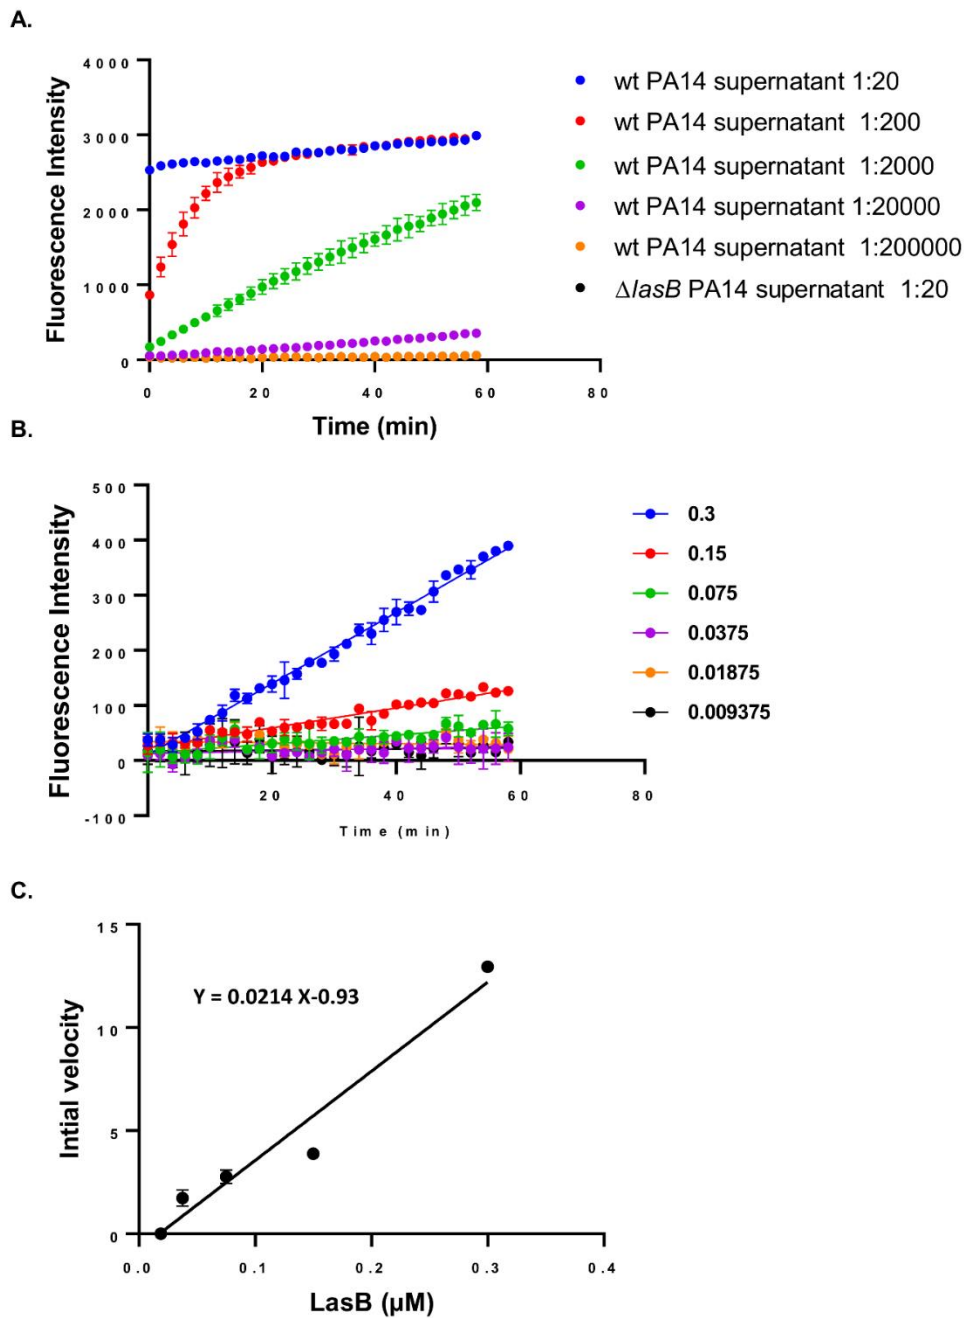 A.
4000
3000
2000
1000
0
Fluorescence Intensity
0 20 40 60 80
Time (min)
wt PA14 supernatant 1:20
wt PA14 supernatant 1:200
wt PA14 supernatant 1:2000
wt PA14 supernatant 1:20000
wt PA14 supernatant 1:200000
ΔlasB PA14 supernatant 1:20
B.
500
400
300
200
100
0
-100
Fluorescence Intensity
20 40 60 80
Time (min)
0.3
0.15
0.075
0.0375
0.01875
0.009375
C.
15
10
5
0
Intial velocity
Y = 0.0214 X-0.93
0.0 0.1 0.2 0.3 0.4
LasB (μM)